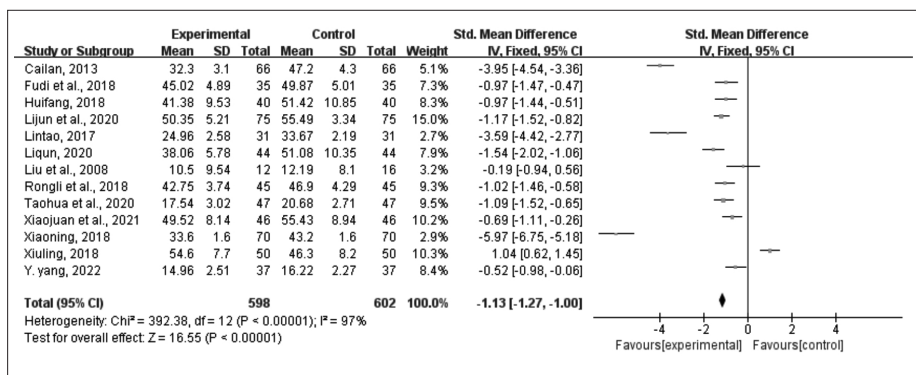 Experimental Control Std. Mean Difference Std. Mean Difference
Study or Subgroup Mean SD Total Mean SD Total Weight IV, Fixed, 95% CI IV, Fixed, 95% CI
Cailan, 2013 32.3 3.1 66 47.2 4.3 66 5.1% -3.95 [-4.54, -3.36]
Fudi et al., 2018 45.02 4.89 35 49.87 5.01 35 7.2% -0.97 [-1.47, -0.47]
Huifang, 2018 41.38 9.53 40 51.42 10.85 40 8.3% -0.97 [-1.44, -0.51]
Lijun et al., 2020 50.35 5.21 75 55.49 3.34 75 15.0% -1.17 [-1.52, -0.82]
Lintao, 2017 24.96 2.58 31 33.67 2.19 31 2.7% -3.59 [-4.42, -2.77]
Liqun, 2020 38.06 5.78 44 51.08 10.35 44 7.9% -1.54 [-2.02, -1.06]
Liu et al., 2008 10.5 9.54 12 12.19 8.1 16 3.2% -0.19 [-0.94, 0.56]
Rongli et al., 2018 42.75 3.74 45 46.9 4.29 45 9.2% -1.02 [-1.46, -0.58]
Taohua et al., 2020 17.54 3.02 47 20.68 2.71 47 9.5% -1.09 [-1.52, -0.65]
Xiaojuan et al., 2021 49.52 8.14 46 55.43 8.94 46 10.0% -0.69 [-1.11, -0.26]
Xiaoning, 2018 33.6 1.6 70 43.2 1.6 70 2.9% -5.97 [-6.75, -5.18]
Xiuling, 2018 54.6 7.7 50 46.3 8.2 50 10.5% 1.04 [0.62, 1.45]
Y. yang, 2022 14.96 2.51 37 16.22 2.27 37 8.4% -0.52 [-0.98, -0.06]
Total (95% CI) 598 602 100.0% -1.13 [-1.27, -1.00]
Heterogeneity: Chi² = 392.38, df = 12 (P < 0.00001); I² = 97%
Test for overall effect: Z = 16.55 (P < 0.00001)
-4 -2 0 2 4
Favours[experimental] Favours[control]